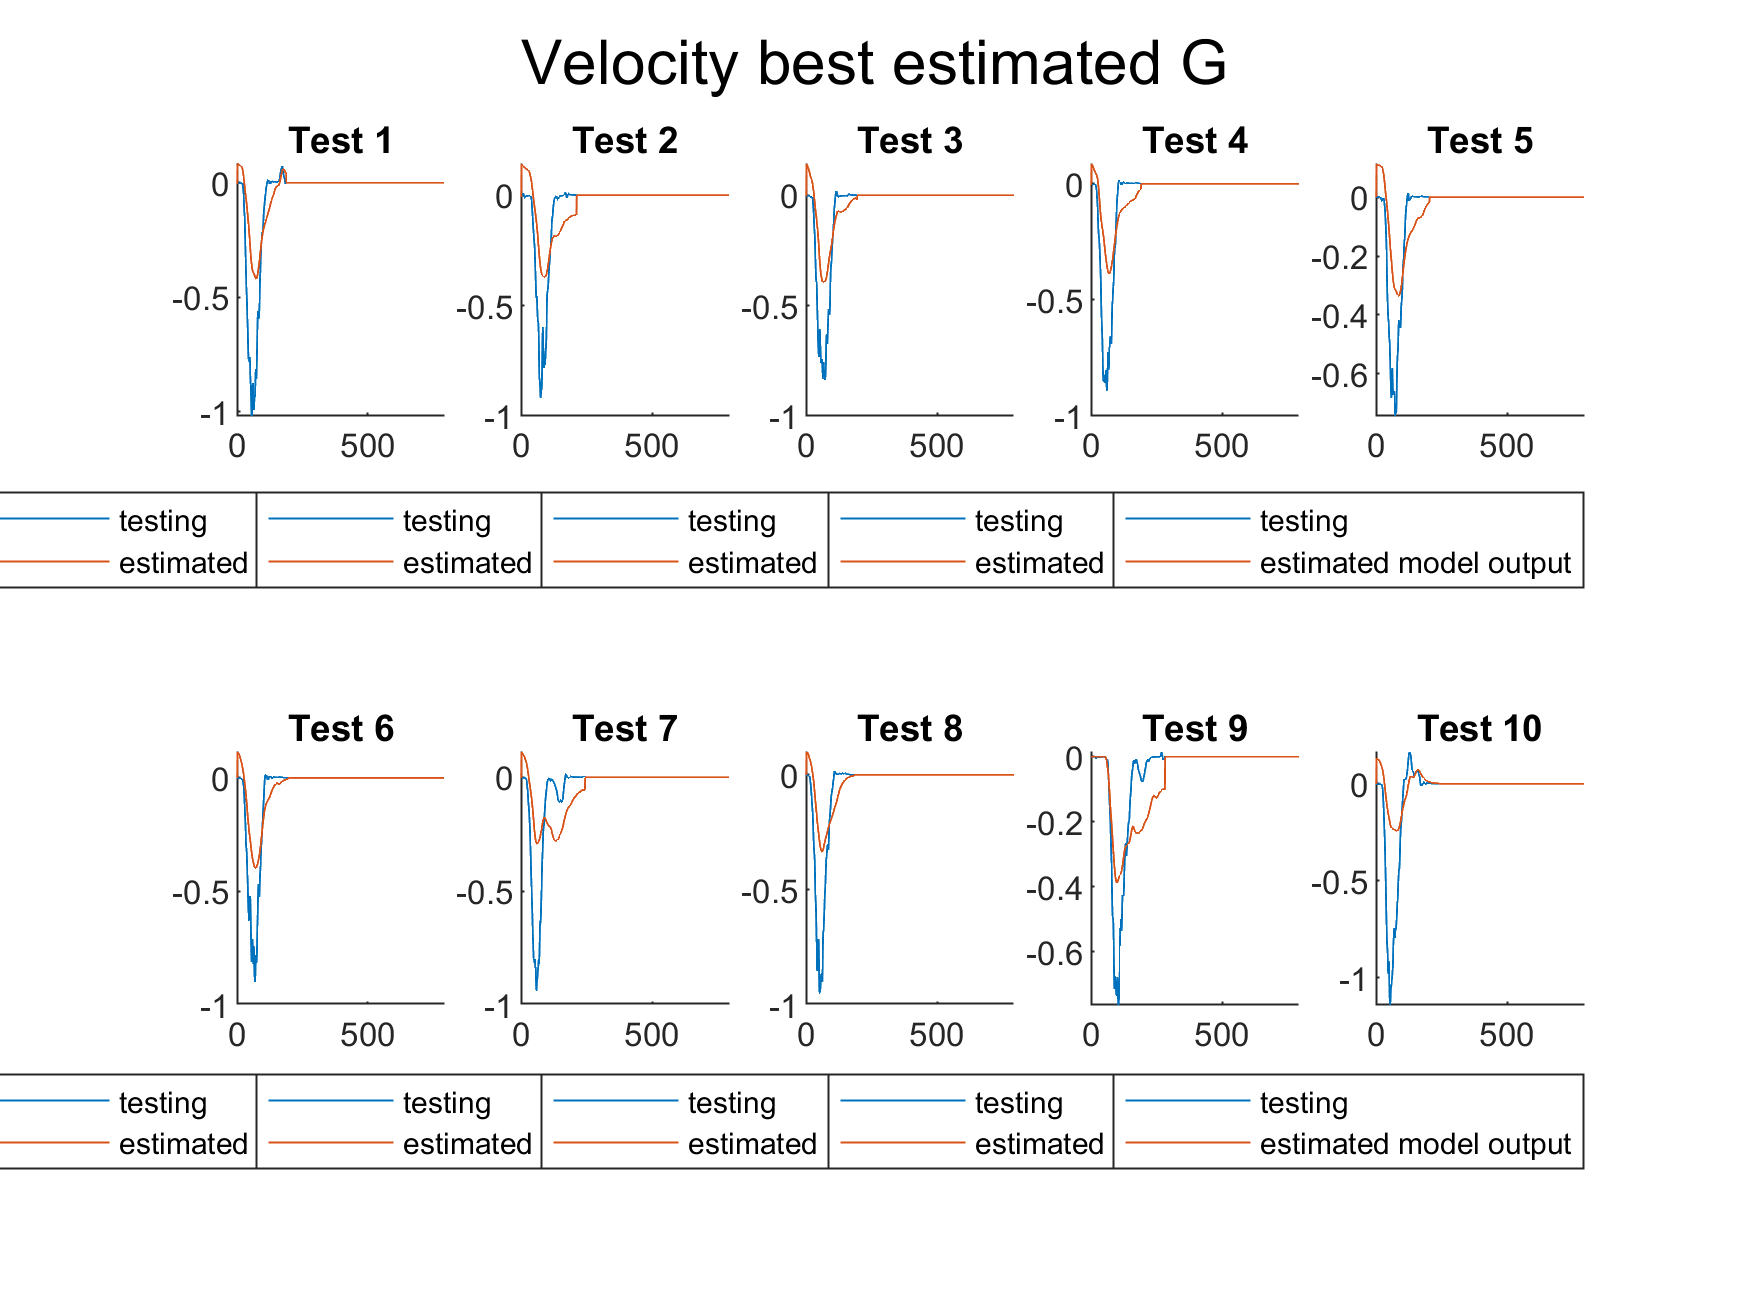 Velocity best estimated G
Test 1 Test 2 Test 3 Test 4 Test 5
0 0 0 0 0
-0.2
-0.5 -0.5 -0.5 -0.5 -0.4
-0.6
-1 -1 -1 -1
0 500 0 500 0 500 0 500 0 500
testing testing testing testing testing
estimated estimated estimated estimated estimated model output
Test 6 Test 7 Test 8 Test 9 Test 10
0 0 0 0 0
-0.2
-0.5 -0.5 -0.5 -0.4 -0.5
-0.6
-1 -1 -1 -1
0 500 0 500 0 500 0 500 0 500
testing testing testing testing testing
estimated estimated estimated estimated estimated model output